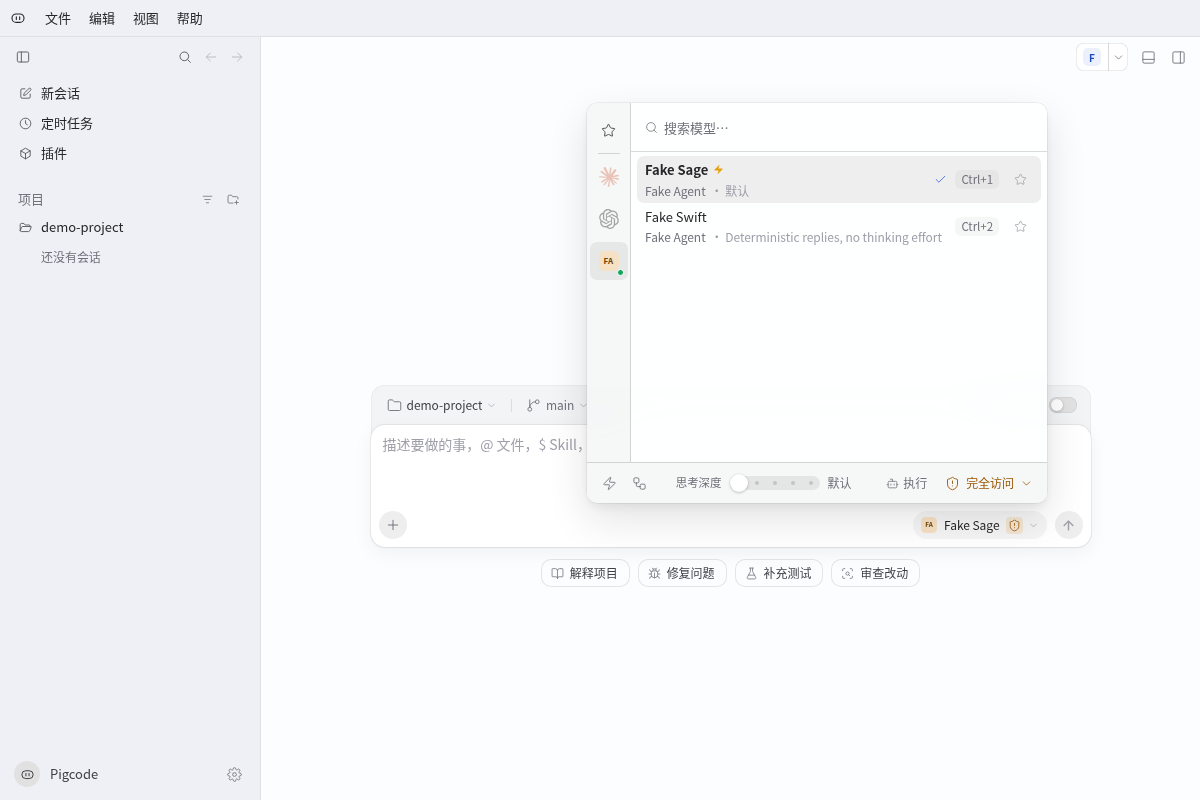 文件 编辑 视图 帮助
新会话
定时任务
插件
项目
demo-project
还没有会话
F
搜索模型…
Fake Sage
Fake Agent • 默认
Ctrl+1
Fake Swift
Fake Agent • Deterministic replies, no thinking effort
Ctrl+2
FA
demo-project main
描述要做的事，@ 文件，$ Skill，
思考深度 默认 执行 完全访问
FA Fake Sage
解释项目 修复问题 补充测试 审查改动
Pigcode